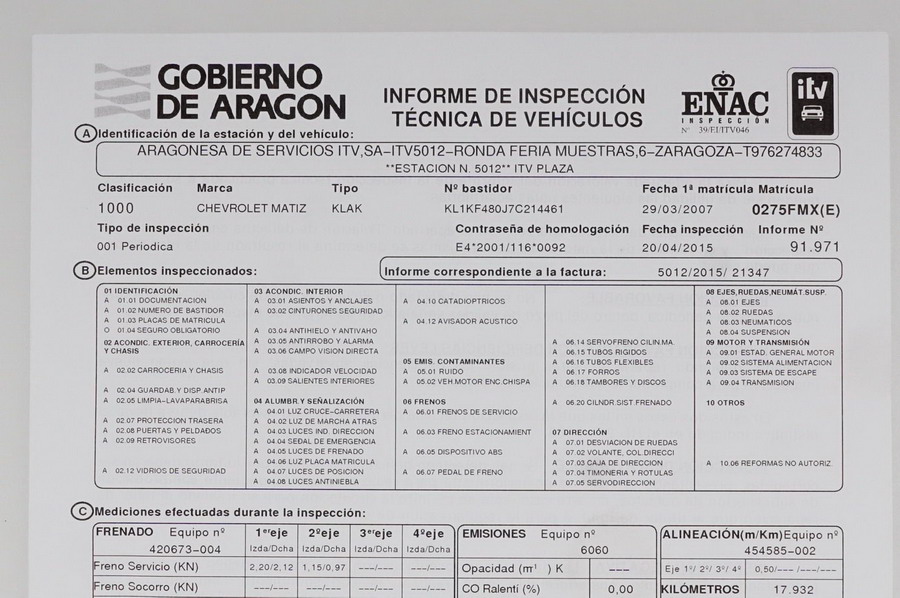 GOBIERNO
DE ARAGON
INFORME DE INSPECCIÓN
TÉCNICA DE VEHÍCULOS
ENAC
INSPECCIÓN
Nº 39/EI/ITV046
itv
A Identificación de la estación y del vehículo:
ARAGONESA DE SERVICIOS ITV,SA-ITV5012-RONDA FERIA MUESTRAS,6-ZARAGOZA-T976274833
**ESTACION N. 5012** ITV PLAZA
Clasificación Marca Tipo Nº bastidor Fecha 1ª matrícula Matrícula
1000 CHEVROLET MATIZ KLAK KL1KF480J7C214461 29/03/2007 0275FMX(E)
Tipo de inspección Contraseña de homologación Fecha inspección Informe Nº
001 Periodica E4*2001/116*0092 20/04/2015 91.971
B Elementos inspeccionados:
Informe correspondiente a la factura: 5012/2015/ 21347
01 IDENTIFICACIÓN
A 01.01 DOCUMENTACION
A 01.02 NUMERO DE BASTIDOR
A 01.03 PLACAS DE MATRICULA
O 01.04 SEGURO OBLIGATORIO
02 ACONDIC. EXTERIOR, CARROCERÍA
Y CHASIS
A 02.02 CARROCERIA Y CHASIS
A 02.04 GUARDAB.Y DISP.ANTIP
A 02.05 LIMPIA-LAVAPARABRISA
A 02.07 PROTECCION TRASERA
A 02.08 PUERTAS Y PELDADOS
A 02.09 RETROVISORES
A 02.12 VIDRIOS DE SEGURIDAD
03 ACONDIC. INTERIOR
A 03.01 ASIENTOS Y ANCLAJES
A 03.02 CINTURONES SEGURIDAD
A 03.04 ANTIHIELO Y ANTIVAHO
A 03.05 ANTIRROBO Y ALARMA
A 03.06 CAMPO VISION DIRECTA
A 03.08 INDICADOR VELOCIDAD
A 03.09 SALIENTES INTERIORES
04 ALUMBR.Y SEÑALIZACIÓN
A 04.01 LUZ CRUCE-CARRETERA
A 04.02 LUZ DE MARCHA ATRAS
A 04.03 LUCES IND. DIRECCION
A 04.04 SEDAL DE EMERGENCIA
A 04.05 LUCES DE FRENADO
A 04.06 LUZ PLACA MATRICULA
A 04.07 LUCES DE POSICION
A 04.08 LUCES ANTINIEBLA
A 04.10 CATADIOPTRICOS
A 04.12 AVISADOR ACUSTICO
05 EMIS. CONTAMINANTES
A 05.01 RUIDO
A 05.02 VEH MOTOR ENC.CHISPA
06 FRENOS
A 06.01 FRENOS DE SERVICIO
A 06.03 FRENO ESTACIONAMIENT
A 06.05 DISPOSITIVO ABS
A 06.07 PEDAL DE FRENO
A 06.14 SERVOFRENO CILIN.MA.
A 06.15 TUBOS RIGIDOS
A 06.16 TUBOS FLEXIBLES
A 06.17 FORROS
A 06.18 TAMBORES Y DISCOS
A 06.20 CILNDR.SIST.FRENADO
07 DIRECCIÓN
A 07.01 DESVIACION DE RUEDAS
A 07.02 VOLANTE, COL.DIRECCI
A 07.03 CAJA DE DIRECCION
A 07.04 TIMONERIA Y ROTULAS
A 07.05 SERVODIRECCION
08 EJES,RUEDAS,NEUMÁT.SUSP.
A 08.01 EJES
A 08.02 RUEDAS
A 08.03 NEUMATICOS
A 08.04 SUSPENSION
09 MOTOR Y TRANSMISIÓN
A 09.01 ESTAD. GENERAL MOTOR
A 09.02 SISTEMA ALIMENTACION
A 09.03 SISTEMA DE ESCAPE
A 09.04 TRANSMISION
10 OTROS
A 10.06 REFORMAS NO AUTORIZ.
C Mediciones efectuadas durante la inspección:
FRENADO Equipo nº 1ᵉʳeje 2ºeje 3ᵉʳeje 4ºeje
420673-004 Izda/Dcha Izda/Dcha Izda/Dcha Izda/Dcha
Freno Servicio (KN) 2,20/2,12 1,15/0,97 ---/--- ---/---
Freno Socorro (KN) ---/--- ---/--- ---/--- ---/---
EMISIONES Equipo nº
6060
Opacidad (m⁻¹ ) K ---
CO Ralentí (%) 0,00
ALINEACIÓN(m/Km)Equipo nº
454585-002
Eje 1º/ 2º/ 3º/ 4º 0,50/--- /---/---
KILÓMETROS 17.932